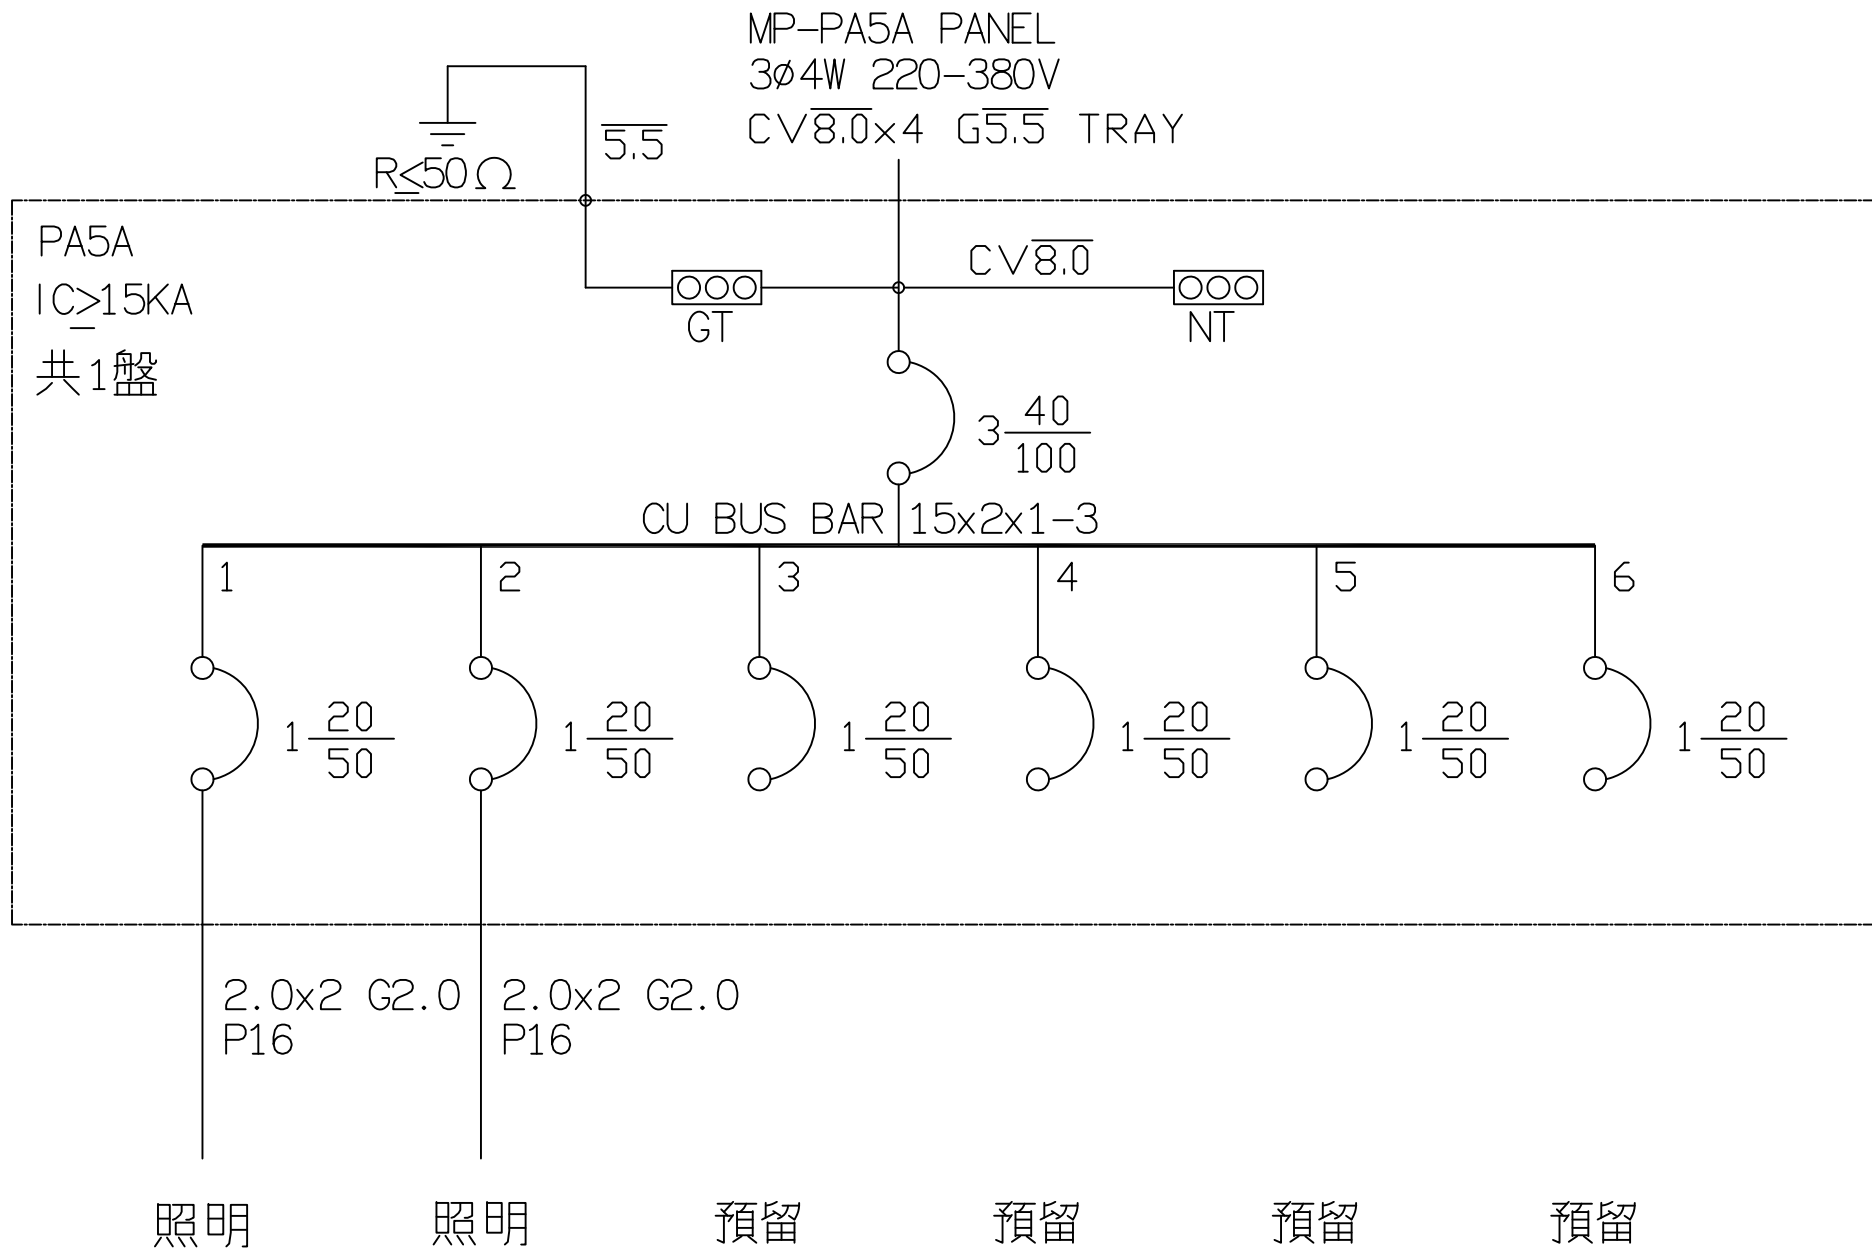 MP-PA5A PANEL
3ø4W 220-380V
CV8.0x4 G5.5 TRAY
5.5
R≤50Ω
PA5A
IC≥15KA
共1盤
CV8.0
GT
NT
3 40/100
CU BUS BAR 15x2x1-3
1 2 3 4 5 6
1 20/50 1 20/50 1 20/50 1 20/50 1 20/50 1 20/50
2.0x2 G2.0 2.0x2 G2.0
P16 P16
照明 照明 預留 預留 預留 預留